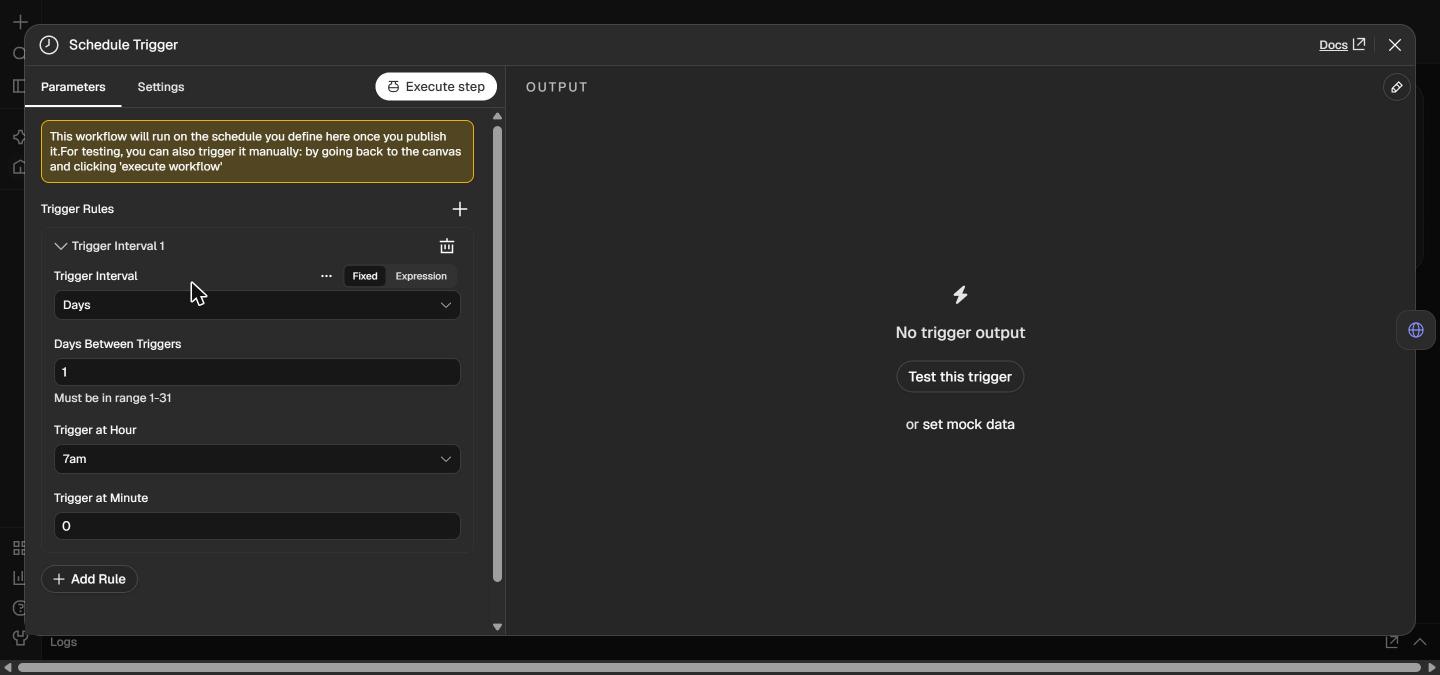 Schedule Trigger
Docs
Parameters
Settings
Execute step
OUTPUT
This workflow will run on the schedule you define here once you publish
it.For testing, you can also trigger it manually: by going back to the canvas
and clicking 'execute workflow'
Trigger Rules
Trigger Interval 1
Trigger Interval
Fixed
Expression
Days
Days Between Triggers
1
Must be in range 1-31
Trigger at Hour
7am
Trigger at Minute
0
Add Rule
No trigger output
Test this trigger
or set mock data
Logs